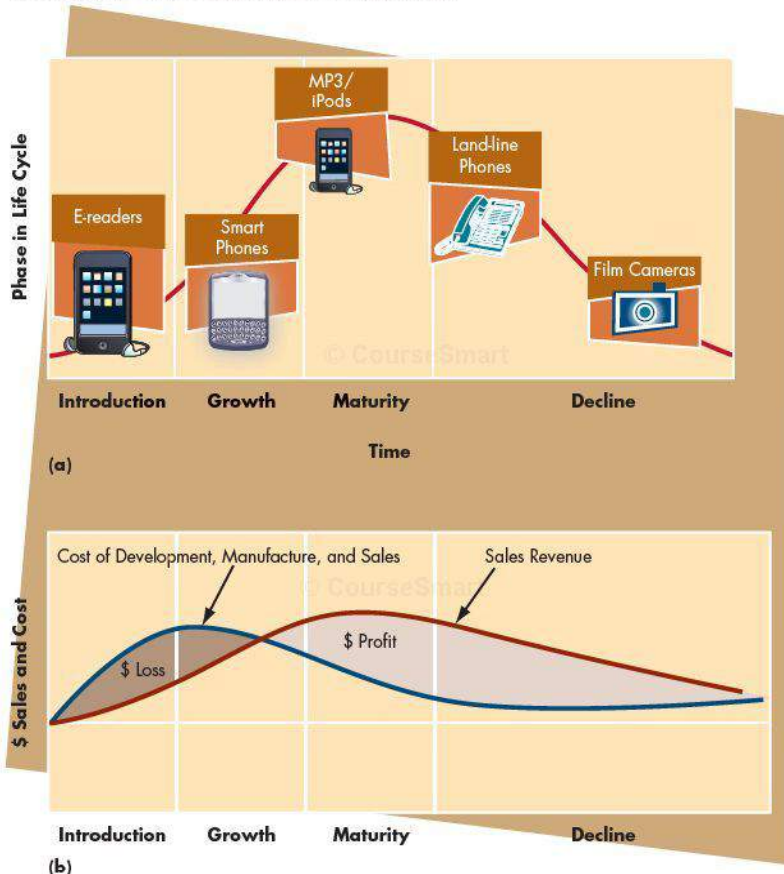 Phase in Life Cycle
E-readers
Smart
Phones
MP3/
iPods
Land-line
Phones
Film Cameras
© CourseSmart
Introduction
Growth
Maturity
Decline
Time
(a)
$ Sales and Cost
Cost of Development, Manufacture, and Sales
Sales Revenue
© CourseSmart
$ Loss
$ Profit
Introduction
Growth
Maturity
Decline
(b)